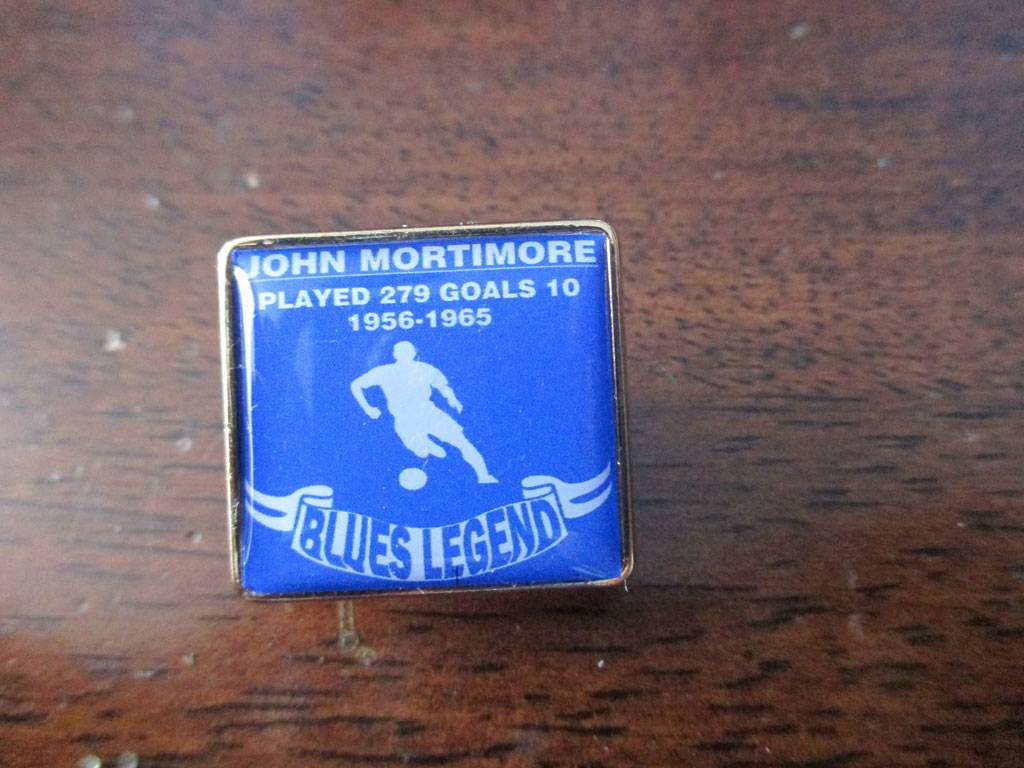 JOHN MORTIMORE
PLAYED 279 GOALS 10
1956-1965
BLUES LEGEND